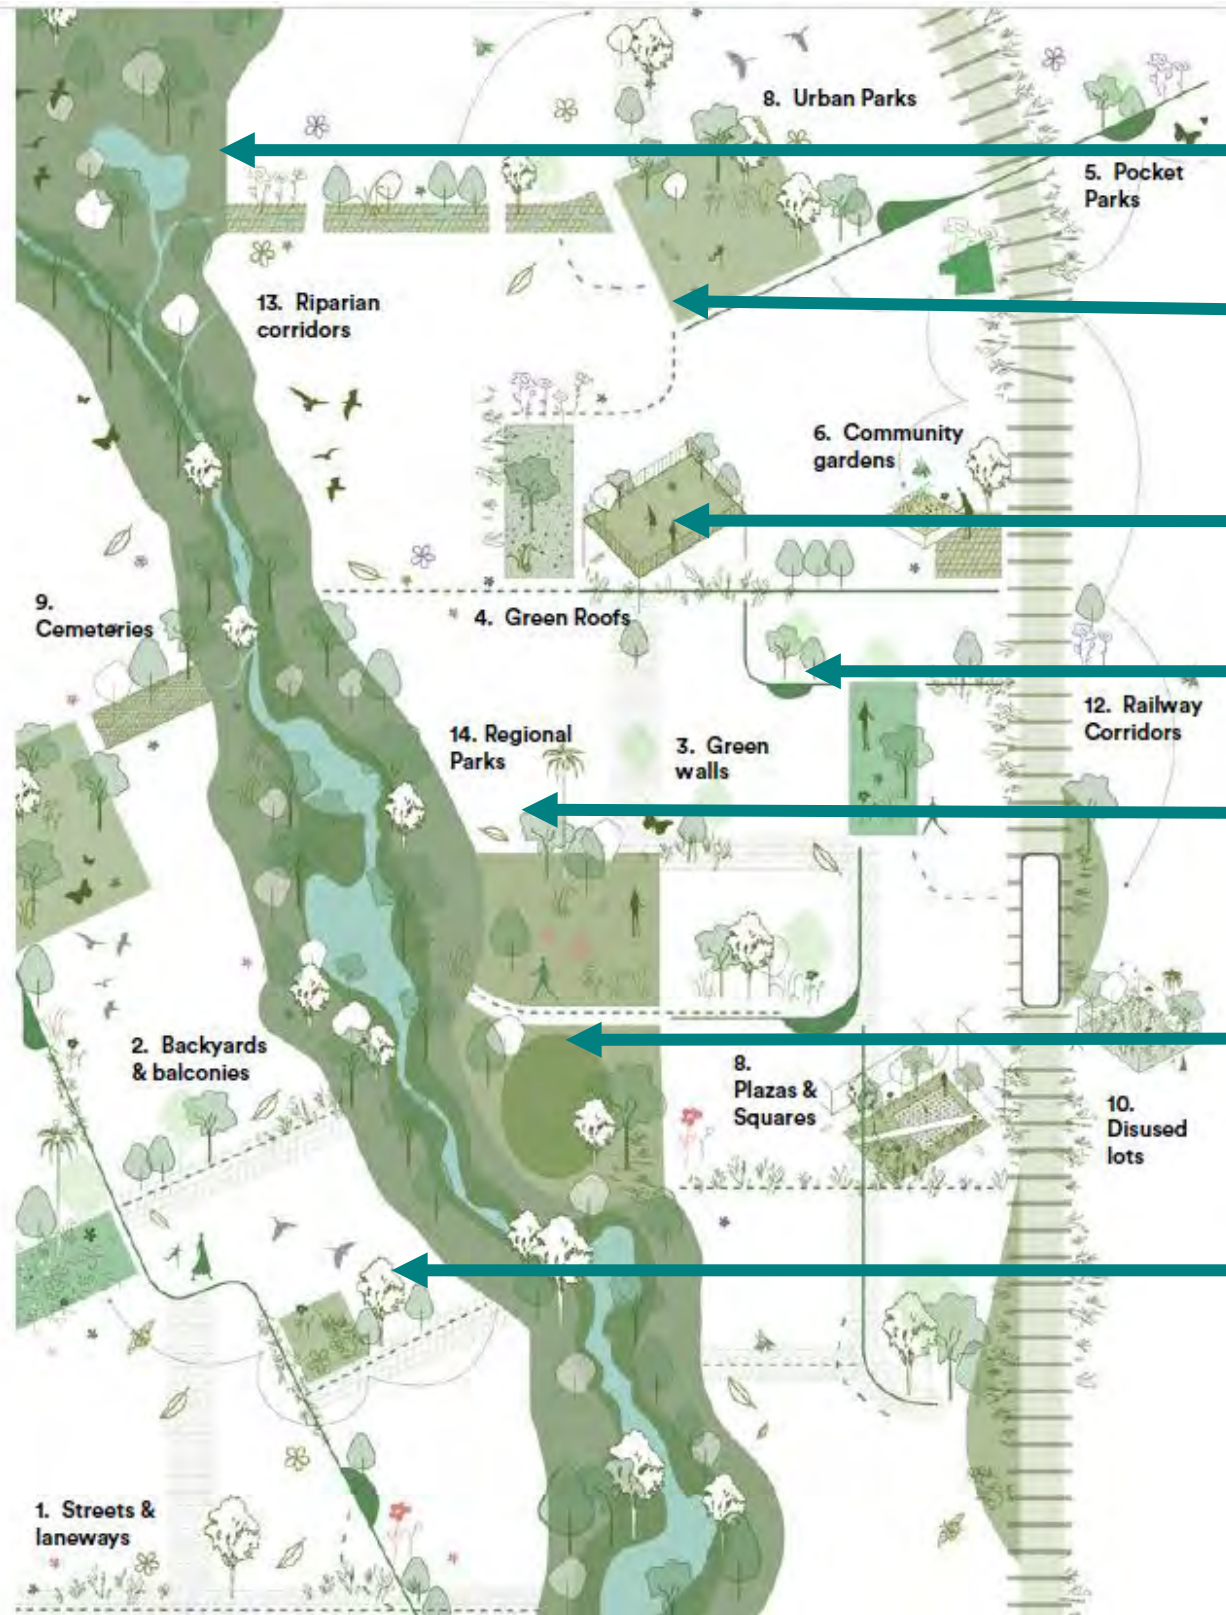 8. Urban Parks
5. Pocket
Parks
13. Riparian
corridors
6. Community
gardens
9.
Cemeteries
4. Green Roofs
14. Regional
Parks
3. Green
walls
12. Railway
Corridors
2. Backyards
& balconies
8.
Plazas &
Squares
10.
Disused
lots
1. Streets &
laneways